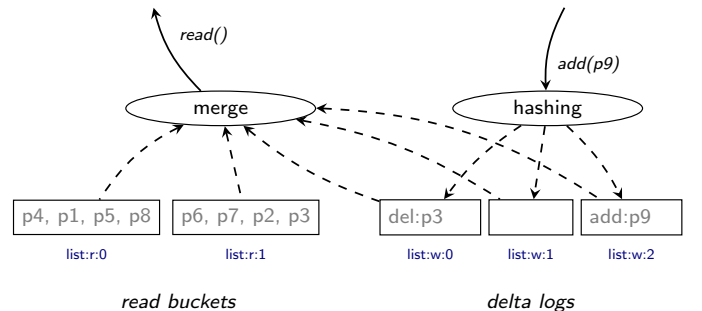 read()
add(p9)
merge
hashing
p4, p1, p5, p8
p6, p7, p2, p3
del:p3
add:p9
list:r:0
list:r:1
list:w:0
list:w:1
list:w:2
read buckets
delta logs